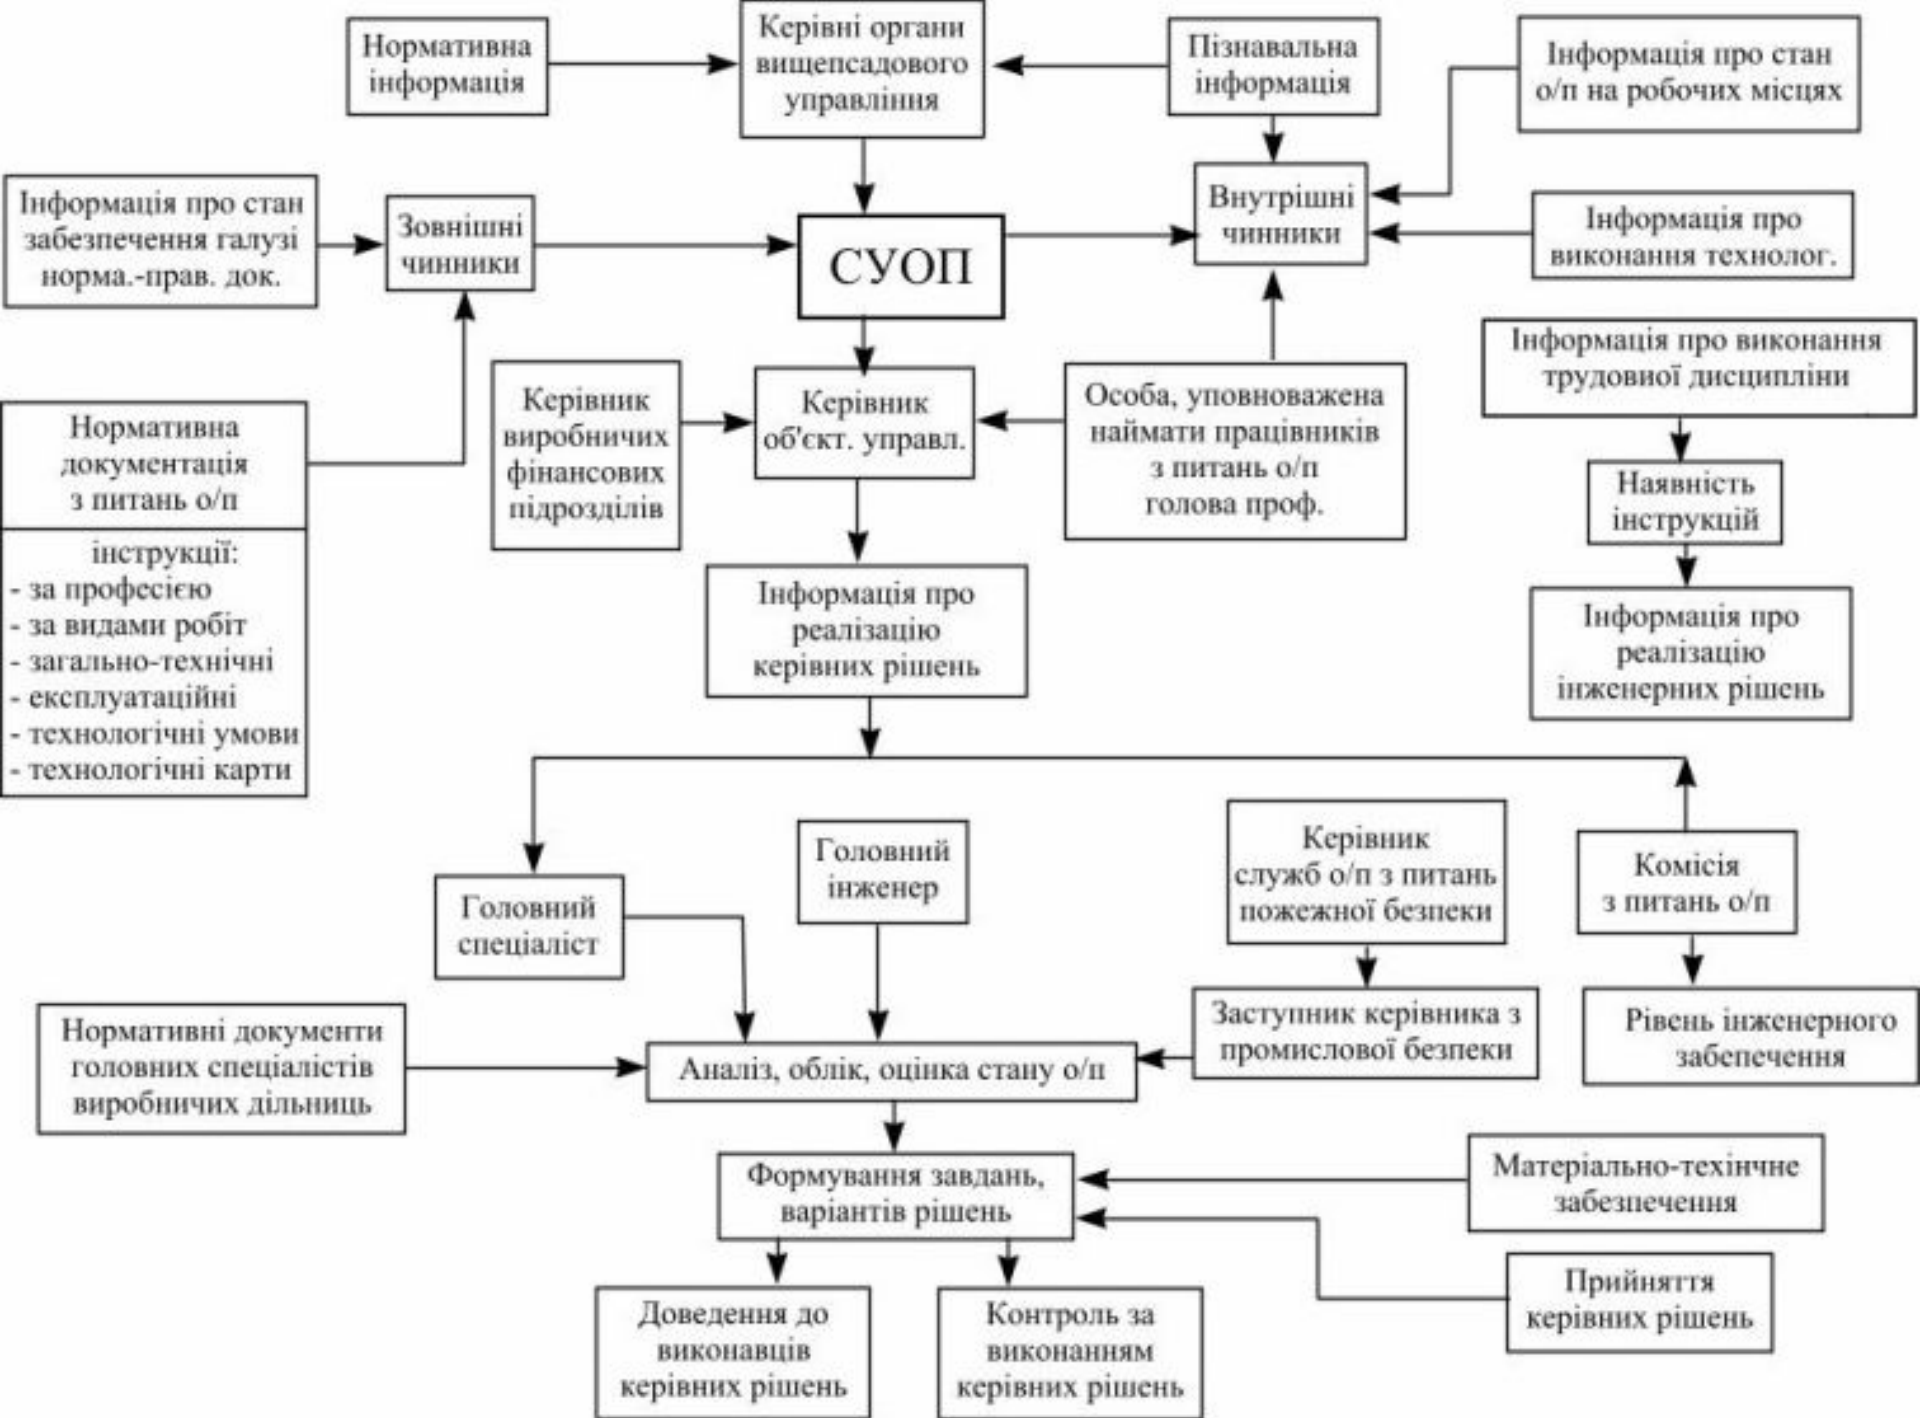 Нормативна
інформація
Керівні органи
вищепсадового
управління
Пізнавальна
інформація
Інформація про стан
о/п на робочих місцях
Інформація про стан
забезпечення галузі
норма.-прав. док.
Зовнішні
чинники
СУОП
Внутрішні
чинники
Інформація про
виконання технолог.
Інформація про виконання
трудовиої дисципліни
Нормативна
документація
з питань о/п
інструкції:
- за професією
- за видами робіт
- загально-технічні
- експлуатаційні
- технологічні умови
- технологічні карти
Керівник
виробничих
фінансових
підрозділів
Керівник
об'єкт. управл.
Особа, уповноважена
наймати працівників
з питань о/п
голова проф.
Наявність
інструкцій
Інформація про
реалізацію
керівних рішень
Інформація про
реалізацію
інженерних рішень
Головний
спеціаліст
Головний
інженер
Керівник
служб о/п з питань
пожежної безпеки
Комісія
з питань о/п
Нормативні документи
головних спеціалістів
виробничих дільниць
Аналіз, облік, оцінка стану о/п
Заступник керівника з
промислової безпеки
Рівень інженерного
забепечення
Формування завдань,
варіантів рішень
Матеріально-техінчне
забезпечення
Прийняття
керівних рішень
Доведення до
виконавців
керівних рішень
Контроль за
виконанням
керівних рішень